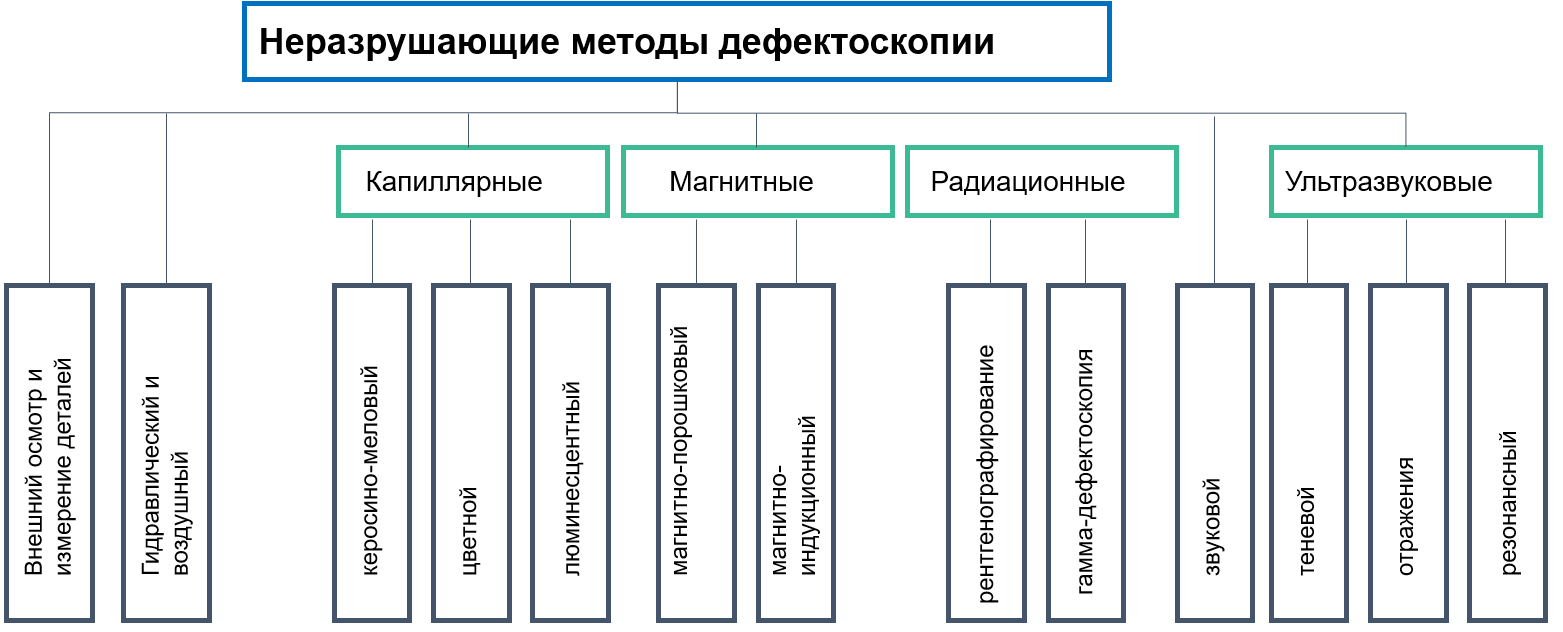 Неразрушающие методы дефектоскопии
Капиллярные
Магнитные
Радиационные
Ультразвуковые
Внешний осмотр и
измерение деталей
Гидравлический и
воздушный
керосино-меловый
цветной
люминесцентный
магнитно-порошковый
магнитно-
индукционный
рентгенографирование
гамма-дефектоскопия
звуковой
теневой
отражения
резонансный